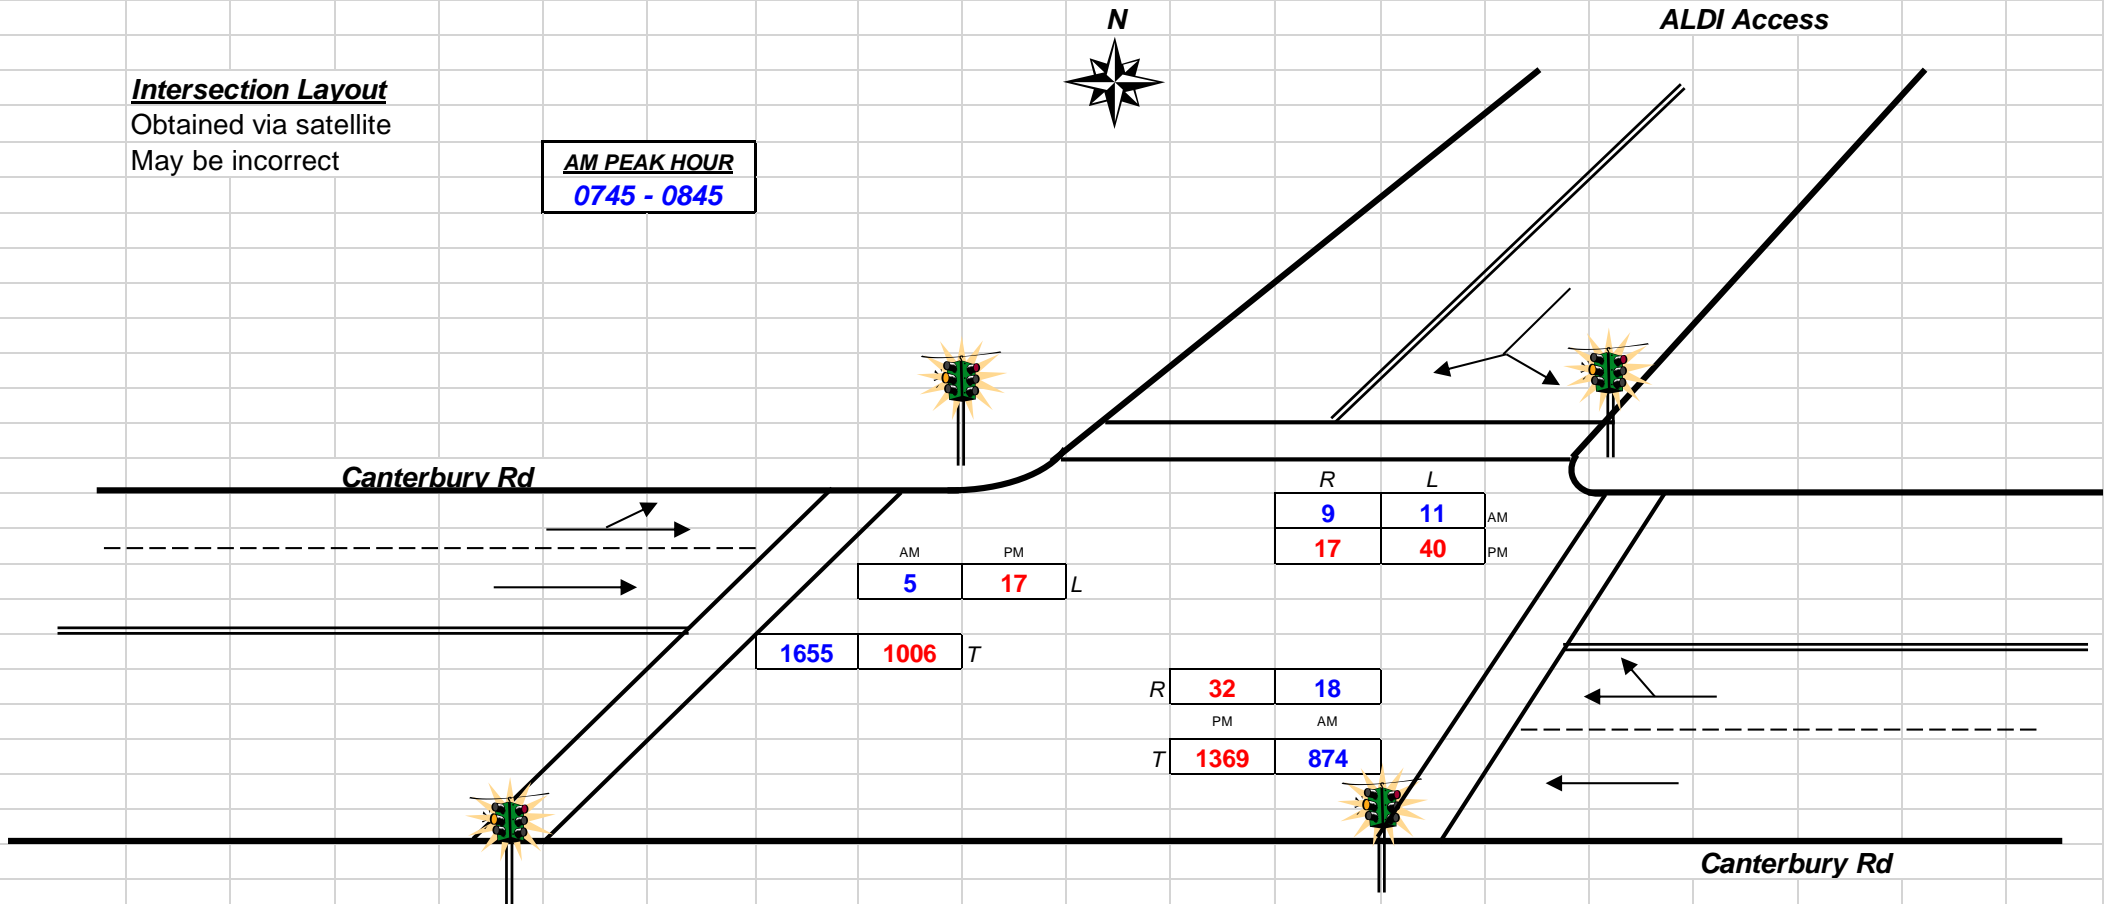 N
ALDI Access
Intersection Layout
Obtained via satellite
May be incorrect
AM PEAK HOUR
0745 - 0845
Canterbury Rd
R L
9 11 AM
17 40 PM
AM PM
5 17 L
1655 1006 T
R 32 18
PM AM
T 1369 874
Canterbury Rd